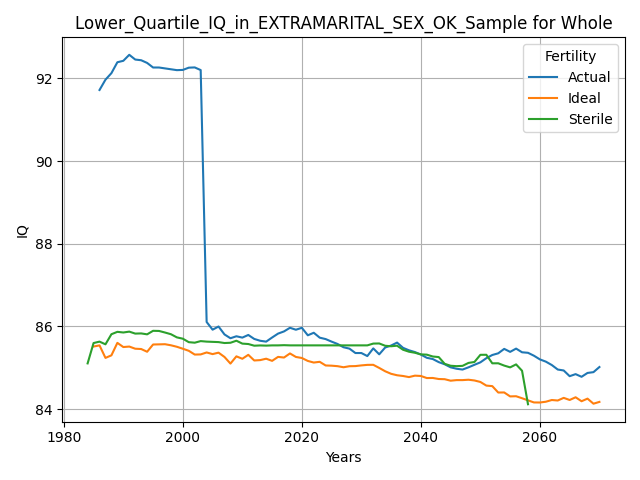 Lower_Quartile_IQ_in_EXTRAMARITAL_SEX_OK_Sample for Whole
Fertility
Actual
Ideal
Sterile
IQ
92
90
88
86
84
1980
2000
2020
2040
2060
Years